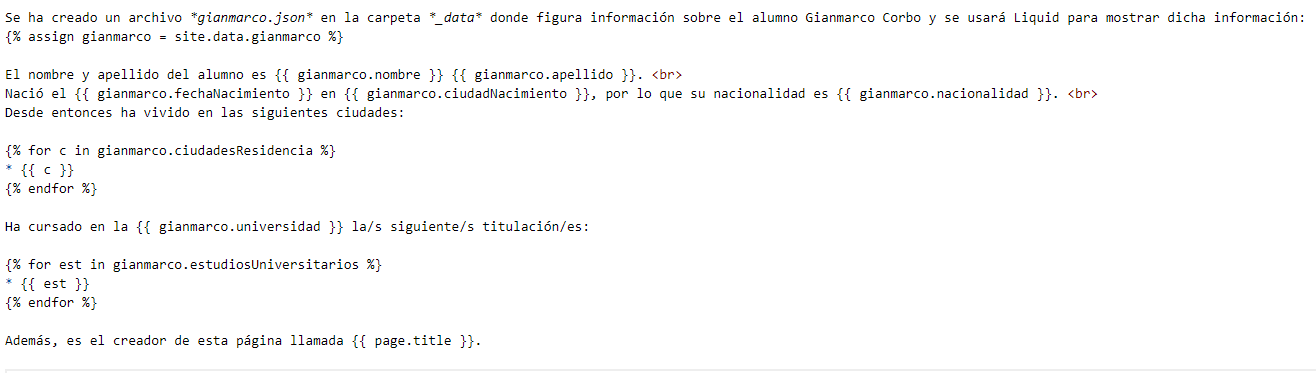 Se ha creado un archivo *gianmarco.json* en la carpeta *_data* donde figura información sobre el alumno Gianmarco Corbo y se usará Liquid para mostrar dicha información:
{% assign gianmarco = site.data.gianmarco %}
El nombre y apellido del alumno es {{ gianmarco.nombre }} {{ gianmarco.apellido }}. <br>
Nació el {{ gianmarco.fechaNacimiento }} en {{ gianmarco.ciudadNacimiento }}, por lo que su nacionalidad es {{ gianmarco.nacionalidad }}. <br>
Desde entonces ha vivido en las siguientes ciudades:
{% for c in gianmarco.ciudadesResidencia %}
* {{ c }}
{% endfor %}
Ha cursado en la {{ gianmarco.universidad }} la/s siguiente/s titulación/es:
{% for est in gianmarco.estudiosUniversitarios %}
* {{ est }}
{% endfor %}
Además, es el creador de esta página llamada {{ page.title }}.